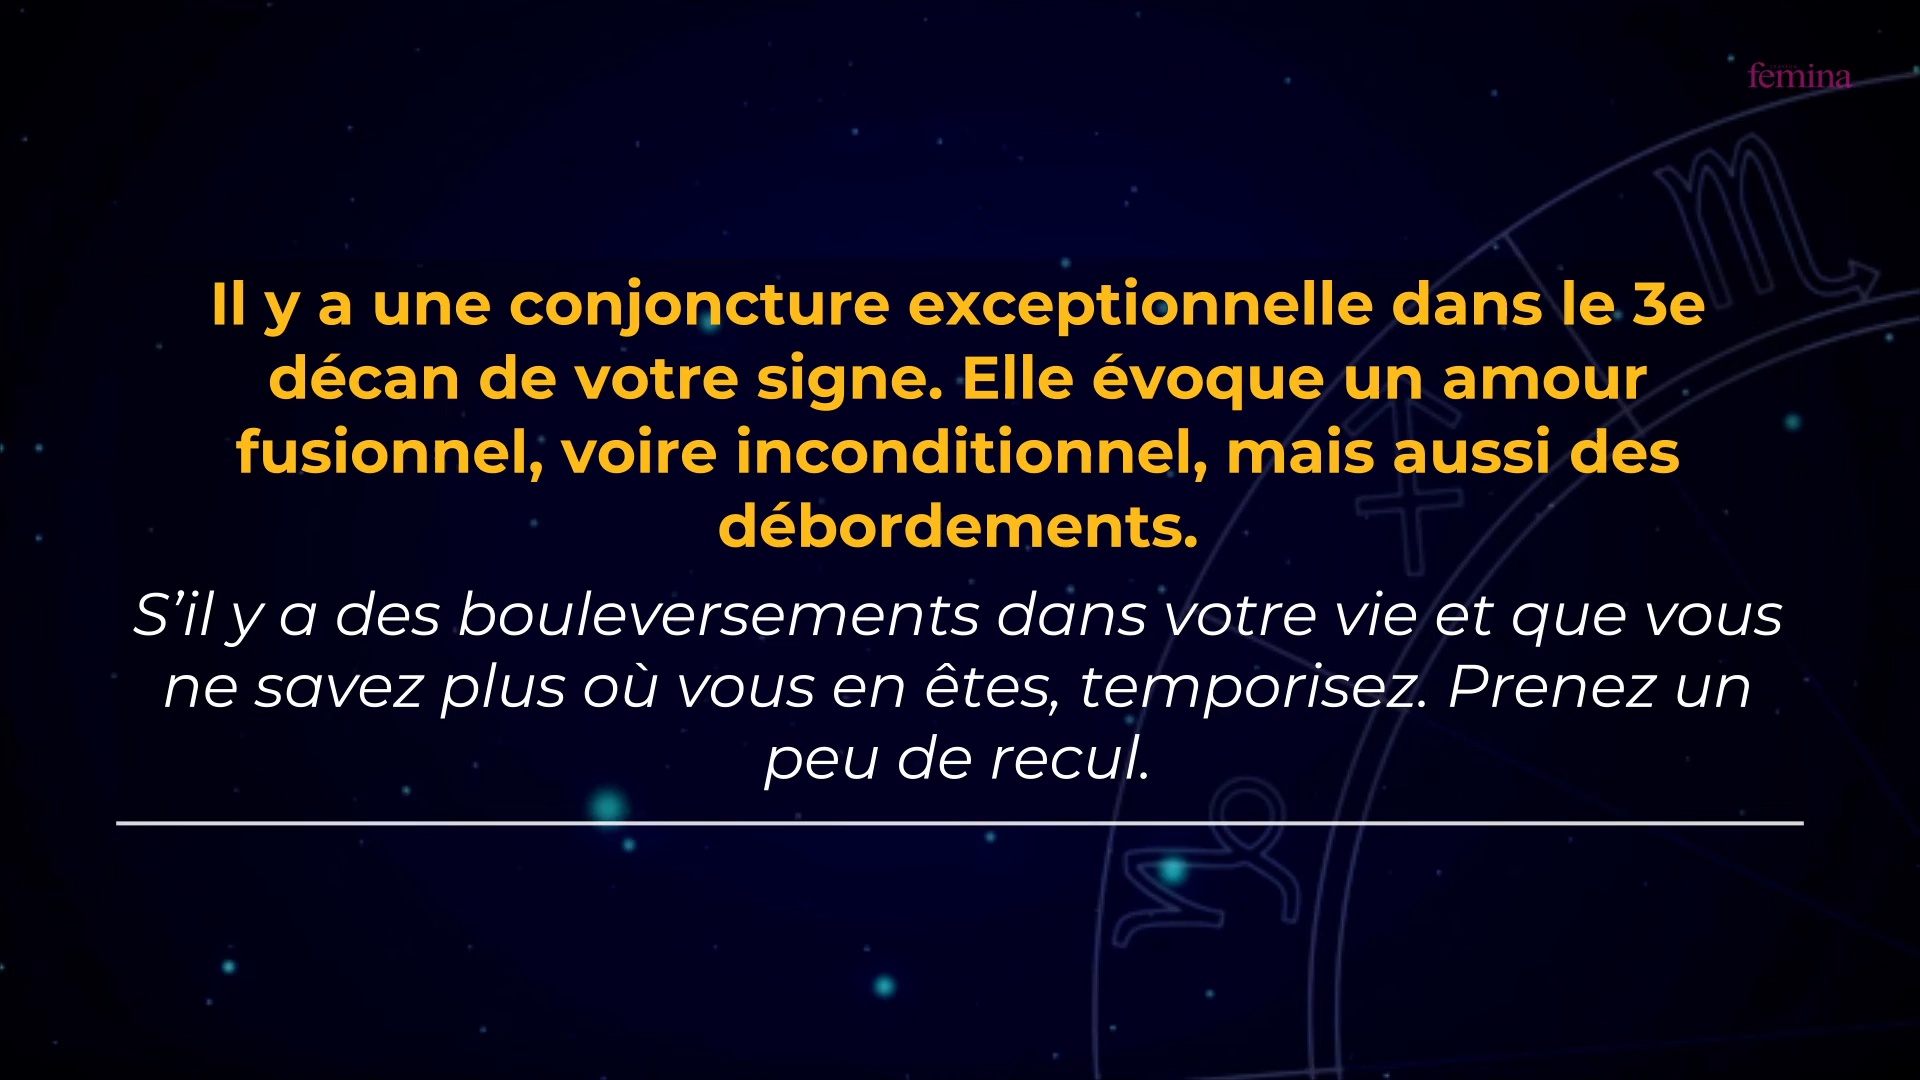 femina
Il y a une conjoncture exceptionnelle dans le 3e
décan de votre signe. Elle évoque un amour
fusionnel, voire inconditionnel, mais aussi des
débordements.
S’il y a des bouleversements dans votre vie et que vous
ne savez plus où vous en êtes, temporisez. Prenez un
peu de recul.